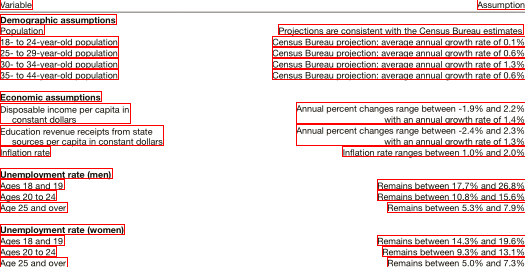 Variable Assumption
Demographic assumptions
Population Projections are consistent with the Census Bureau estimates
18- to 24-year-old population Census Bureau projection: average annual growth rate of 0.1%
25- to 29-year-old population Census Bureau projection: average annual growth rate of 0.6%
30- to 34-year-old population Census Bureau projection: average annual growth rate of 1.3%
35- to 44-year-old population Census Bureau projection: average annual growth rate of 0.6%
Economic assumptions
Disposable income per capita in Annual percent changes range between -1.9% and 2.2%
constant dollars with an annual growth rate of 1.4%
Education revenue receipts from state Annual percent changes range between -2.4% and 2.3%
sources per capita in constant dollars with an annual growth rate of 1.3%
Inflation rate Inflation rate ranges between 1.0% and 2.0%
Unemployment rate (men)
Ages 18 and 19 Remains between 17.7% and 26.8%
Ages 20 to 24 Remains between 10.8% and 15.6%
Age 25 and over Remains between 5.3% and 7.9%
Unemployment rate (women)
Ages 18 and 19 Remains between 14.3% and 19.6%
Ages 20 to 24 Remains between 9.3% and 13.1%
Age 25 and over Remains between 5.0% and 7.3%